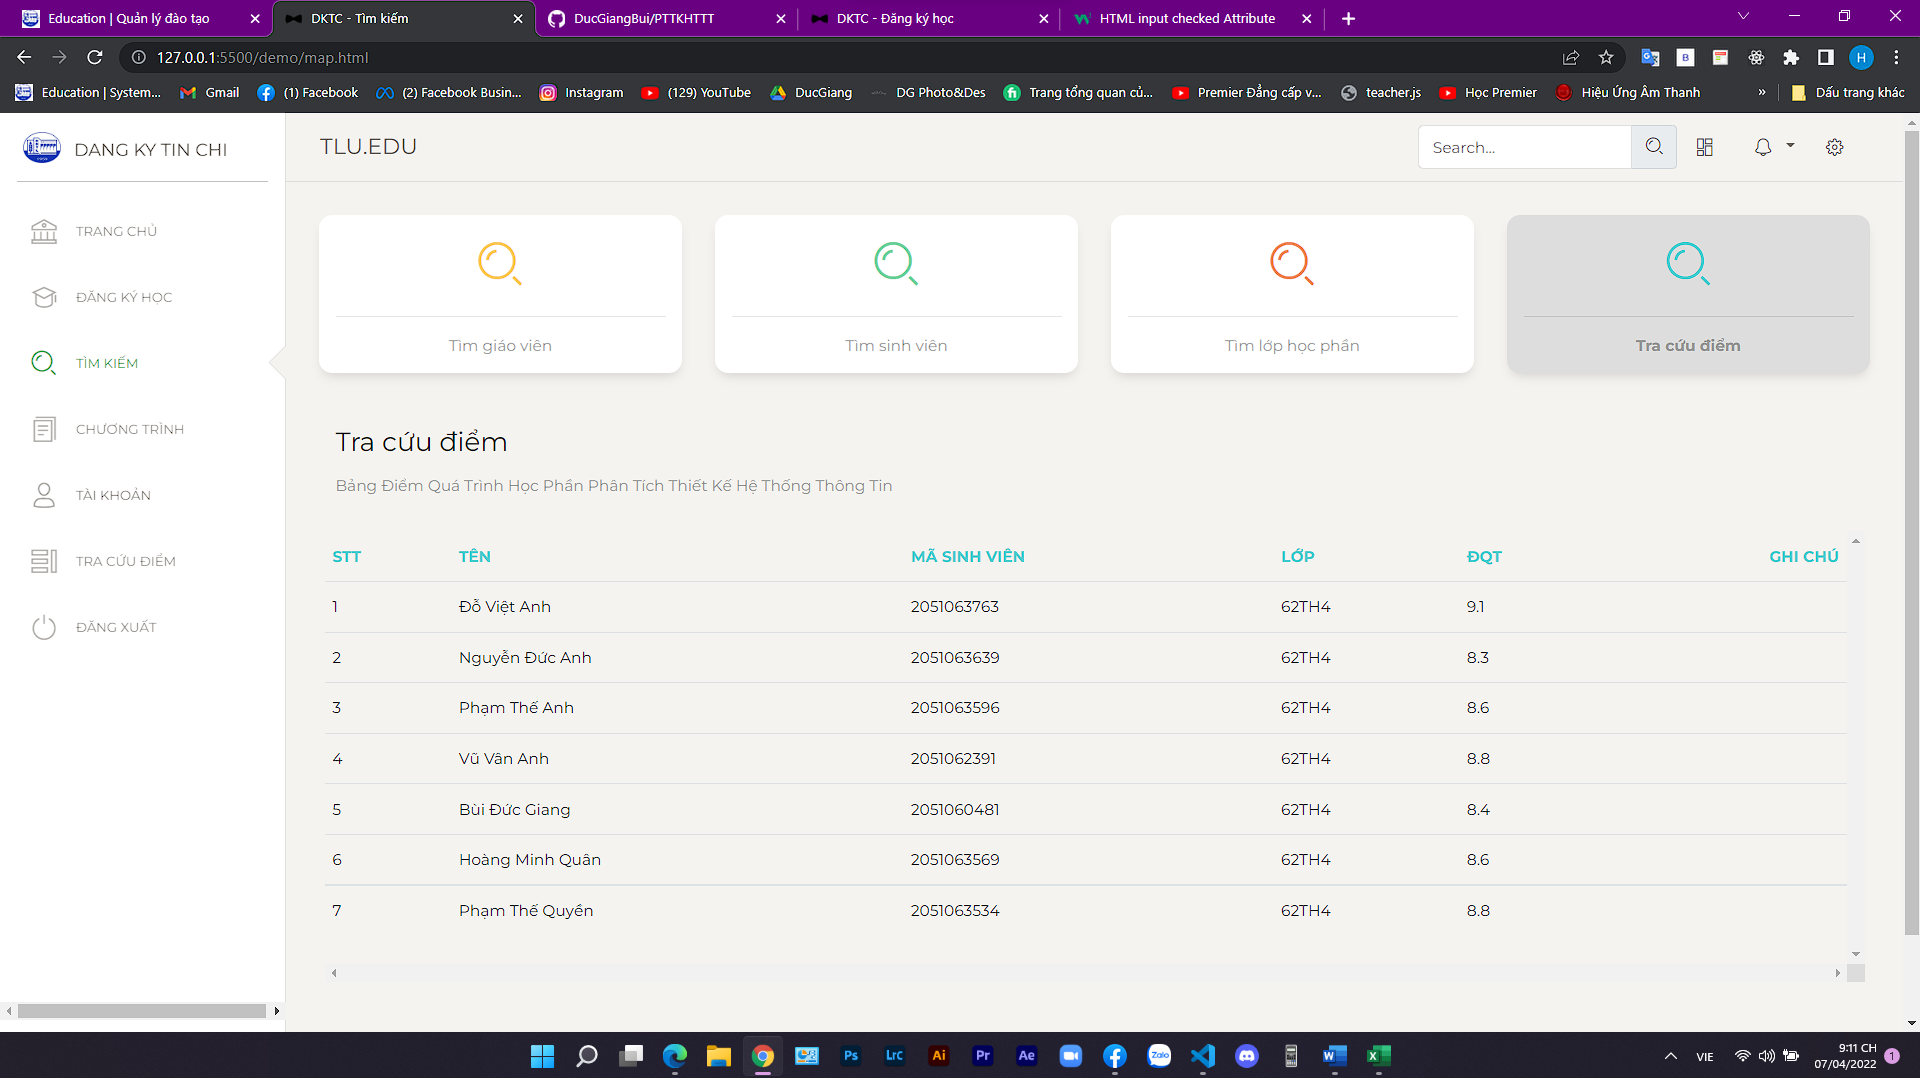 Education | Quản lý đào tạo
DKTC - Tìm kiếm
DucGiangBui/PTTKHTTT
DKTC - Đăng ký học
HTML input checked Attribute
127.0.0.1:5500/demo/map.html
H
Education | System...
Gmail
(1) Facebook
(2) Facebook Busin...
Instagram
(129) YouTube
DucGiang
DG Photo&Des
Trang tổng quan củ...
Premier Đẳng cấp v...
teacher.js
Học Premier
Hiệu Ứng Âm Thanh
»
Dấu trang khác
DANG KY TIN CHI
TLU.EDU
Search...
TRANG CHỦ
ĐĂNG KÝ HỌC
TÌM KIẾM
CHƯƠNG TRÌNH
TÀI KHOẢN
TRA CỨU ĐIỂM
ĐĂNG XUẤT
Tìm giáo viên
Tìm sinh viên
Tìm lớp học phần
Tra cứu điểm
Tra cứu điểm
Bảng Điểm Quá Trình Học Phần Phân Tích Thiết Kế Hệ Thống Thông Tin
STT TÊN MÃ SINH VIÊN LỚP ĐQT GHI CHÚ
1 Đỗ Việt Anh 2051063763 62TH4 9.1
2 Nguyễn Đức Anh 2051063639 62TH4 8.3
3 Phạm Thế Anh 2051063596 62TH4 8.6
4 Vũ Vân Anh 2051062391 62TH4 8.8
5 Bùi Đức Giang 2051060481 62TH4 8.4
6 Hoàng Minh Quân 2051063569 62TH4 8.6
7 Phạm Thế Quyền 2051063534 62TH4 8.8
Ps
LrC
Ai
Pr
Ae
Zalo
VIE
9:11 CH
07/04/2022
1